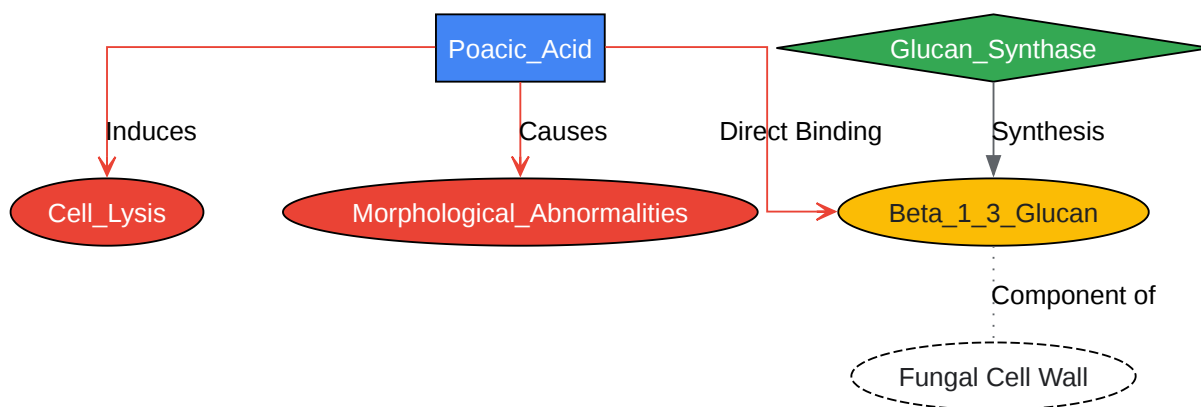 Poacic_Acid
Glucan_Synthase
Induces
Causes
Direct Binding
Synthesis
Cell_Lysis
Morphological_Abnormalities
Beta_1_3_Glucan
Component of
Fungal Cell Wall